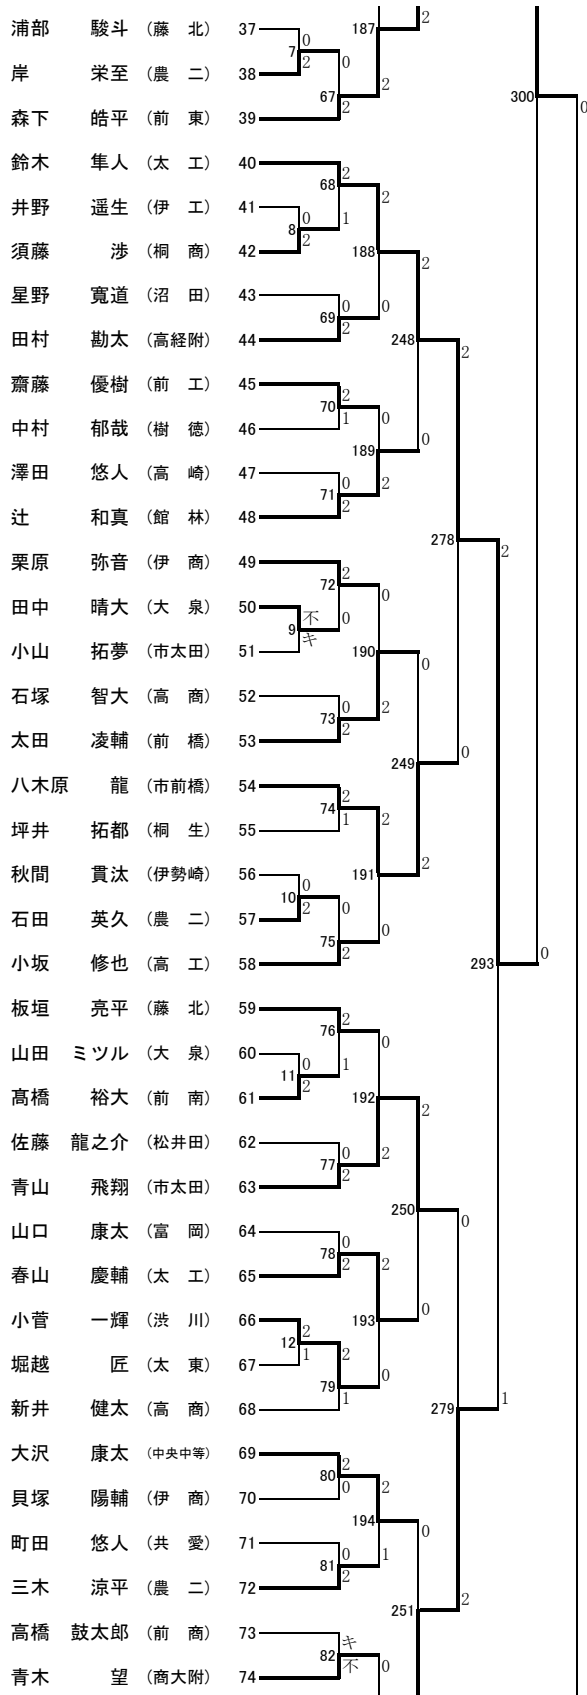 浦部 駿斗 (藤 北) 37
岸 栄至 (農 二) 38
森下 皓平 (前 東) 39
鈴木 隼人 (太 工) 40
井野 遥生 (伊 工) 41
須藤 渉 (桐 商) 42
星野 寛道 (沼 田) 43
田村 勘太 (高経附) 44
齋藤 優樹 (前 工) 45
中村 郁哉 (樹 徳) 46
澤田 悠人 (高 崎) 47
辻 和真 (館 林) 48
栗原 弥音 (伊 商) 49
田中 晴大 (大 泉) 50
小山 拓夢 (市太田) 51
石塚 智大 (高 商) 52
太田 凌輔 (前 橋) 53
八木原 龍 (市前橋) 54
坪井 拓都 (桐 生) 55
秋間 貫汰 (伊勢崎) 56
石田 英久 (農 二) 57
小坂 修也 (高 工) 58
板垣 亮平 (藤 北) 59
山田 ミツル (大 泉) 60
髙橋 裕大 (前 南) 61
佐藤 龍之介 (松井田) 62
青山 飛翔 (市太田) 63
山口 康太 (富 岡) 64
春山 慶輔 (太 工) 65
小菅 一輝 (渋 川) 66
堀越 匠 (太 東) 67
新井 健太 (高 商) 68
大沢 康太 (中央中等) 69
貝塚 陽輔 (伊 商) 70
町田 悠人 (共 愛) 71
三木 涼平 (農 二) 72
高橋 鼓太郎 (前 商) 73
青木 望 (商大附) 74
7 0 2
8 0 2
9 不 キ
10 0 2
11 0 2
12 2 1
67 0 2
68 2 1
69 0 2
70 2 1
71 0 2
72 2 0
73 0 2
74 2 1
75 0 2
76 2 1
77 0 2
78 0 2
79 2 1
80 2 0
81 0 2
82 キ 不
187 2
188 2 0
189 0 2
190 0 2
191 2 0
192 0 2
193 2 0
194 2 1
0
2
248 2 0
249 0 2
250 2 0
251 0
278 2 0
279 0 2
293 2 1
300 0
0